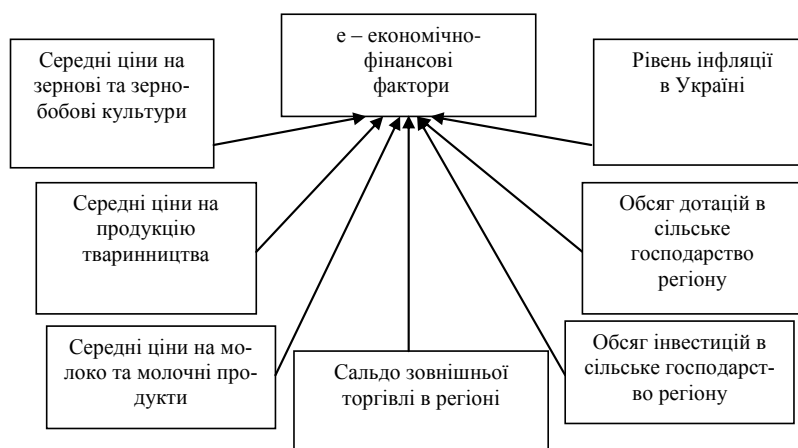 Середні ціни на
зернові та зерно-
бобові культури
е – економічно-
фінансові
фактори
Рівень інфляції
в Україні
Середні ціни на
продукцію
тваринництва
Обсяг дотацій в
сільське
господарство
регіону
Середні ціни на мо-
локо та молочні про-
дукти
Сальдо зовнішньої
торгівлі в регіоні
Обсяг інвестицій в
сільське господарст-
во регіону